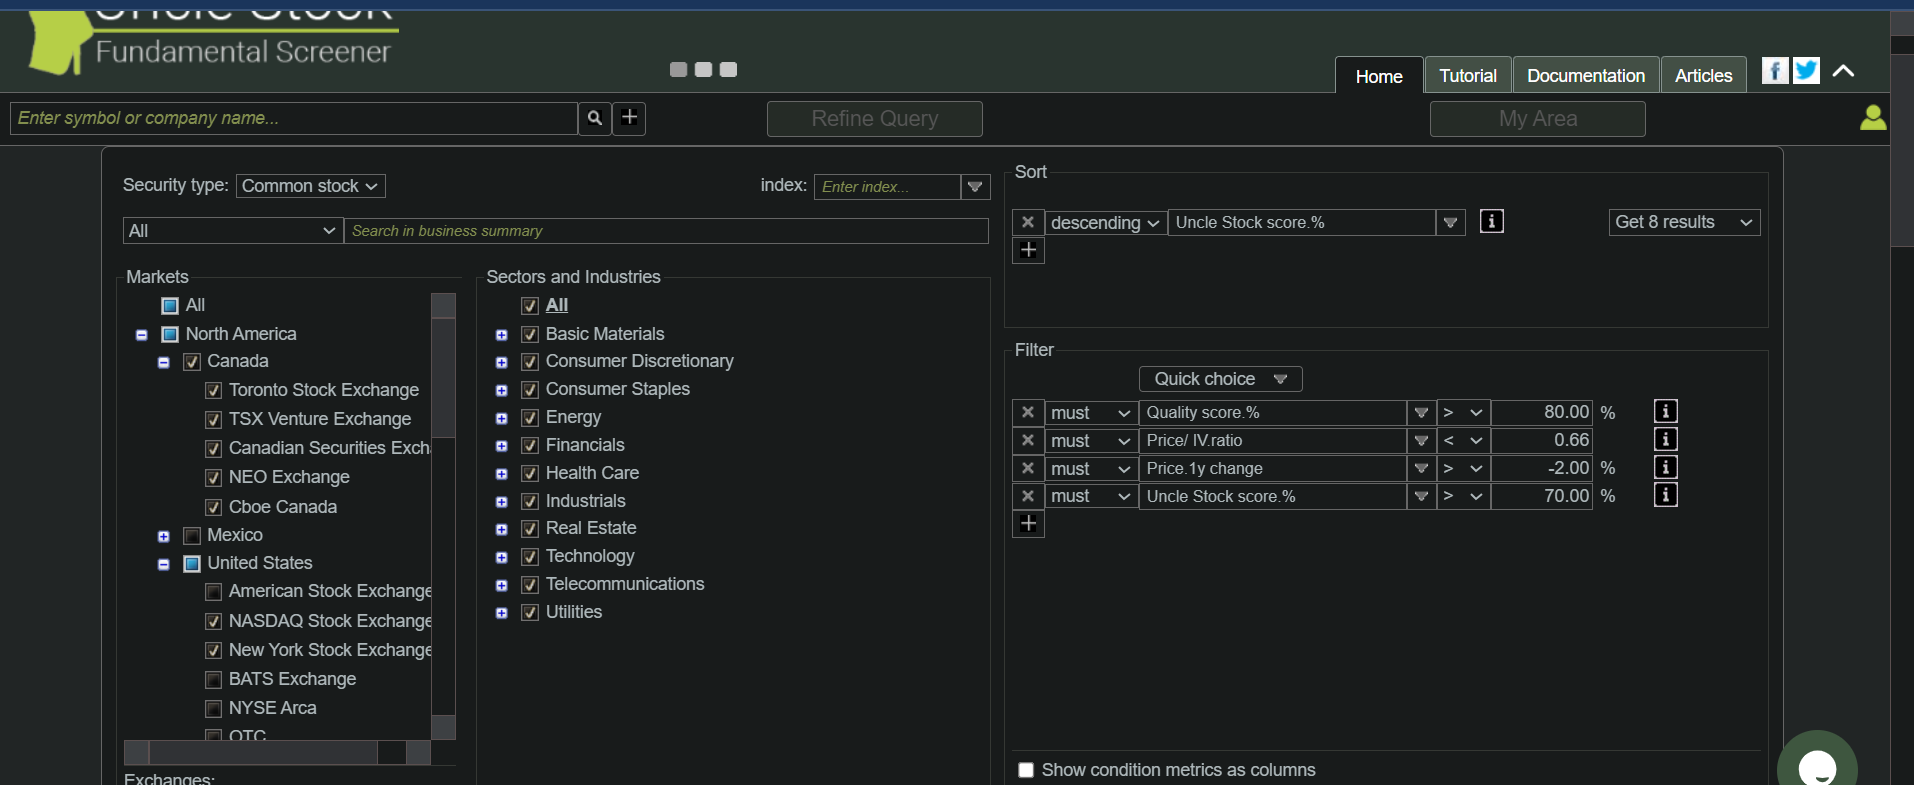 Uncle Stock
Fundamental Screener
Home
Tutorial
Documentation
Articles
Enter symbol or company name...
Refine Query
My Area
Security type: Common stock
index: Enter index...
All
Search in business summary
Markets
All
North America
Canada
Toronto Stock Exchange
TSX Venture Exchange
Canadian Securities Exch
NEO Exchange
Cboe Canada
Mexico
United States
American Stock Exchange
NASDAQ Stock Exchange
New York Stock Exchange
BATS Exchange
NYSE Arca
OTC
Exchanges:
Sectors and Industries
All
Basic Materials
Consumer Discretionary
Consumer Staples
Energy
Financials
Health Care
Industrials
Real Estate
Technology
Telecommunications
Utilities
Sort
descending Uncle Stock score.% Get 8 results
Filter
Quick choice
must Quality score.% > 80.00 %
must Price/ IV.ratio < 0.66
must Price.1y change > -2.00 %
must Uncle Stock score.% > 70.00 %
Show condition metrics as columns